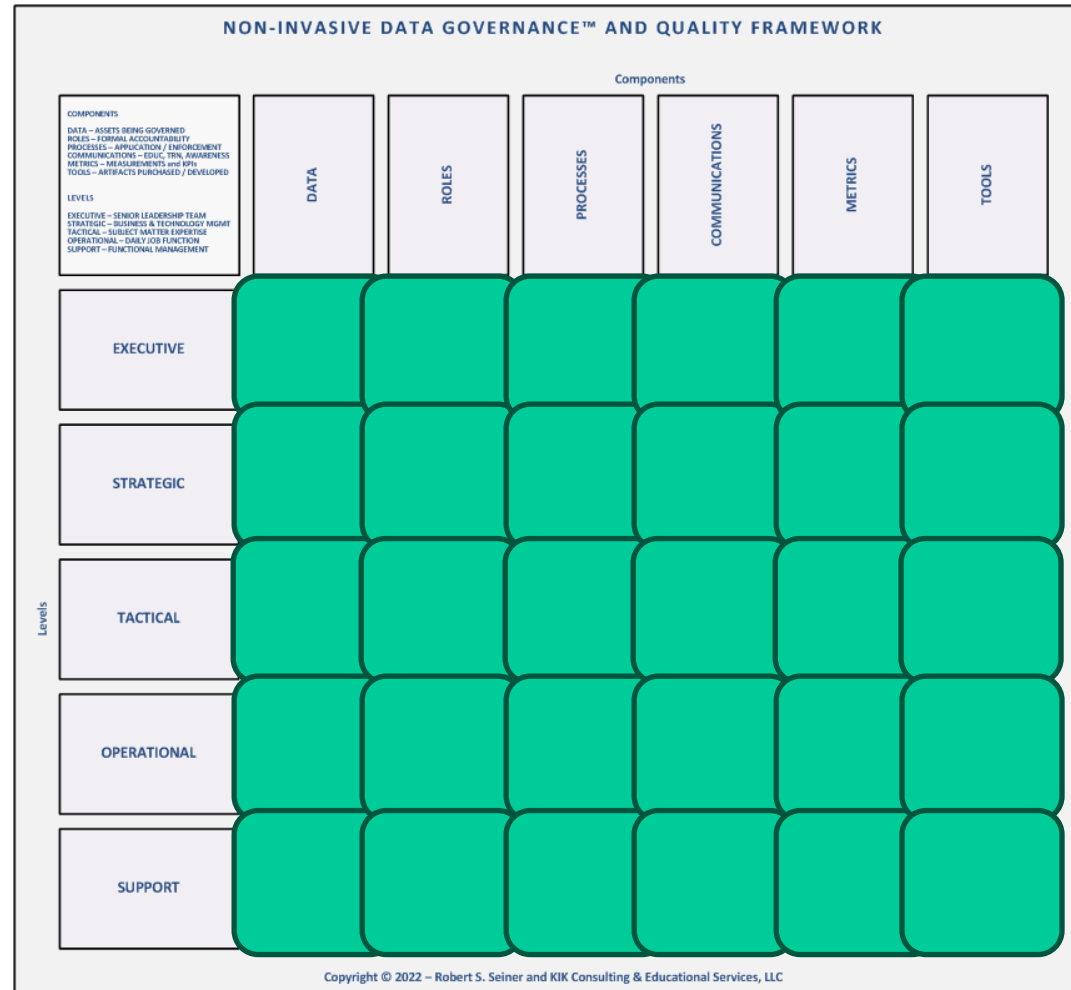 NON-INVASIVE DATA GOVERNANCE™ AND QUALITY FRAMEWORK
Components
COMPONENTS
DATA – ASSETS BEING GOVERNED
ROLES – FORMAL ACCOUNTABILITY
PROCESSES – APPLICATION / ENFORCEMENT
COMMUNICATIONS – EDUC, TRN, AWARENESS
METRICS – MEASUREMENTS and KPIs
TOOLS – ARTIFACTS PURCHASED / DEVELOPED
LEVELS
EXECUTIVE – SENIOR LEADERSHIP TEAM
STRATEGIC – BUSINESS & TECHNOLOGY MGMT
TACTICAL – SUBJECT MATTER EXPERTISE
OPERATIONAL – DAILY JOB FUNCTION
SUPPORT – FUNCTIONAL MANAGEMENT
DATA
ROLES
PROCESSES
COMMUNICATIONS
METRICS
TOOLS
Levels
EXECUTIVE
STRATEGIC
TACTICAL
OPERATIONAL
SUPPORT
Copyright © 2022 – Robert S. Seiner and KIK Consulting & Educational Services, LLC